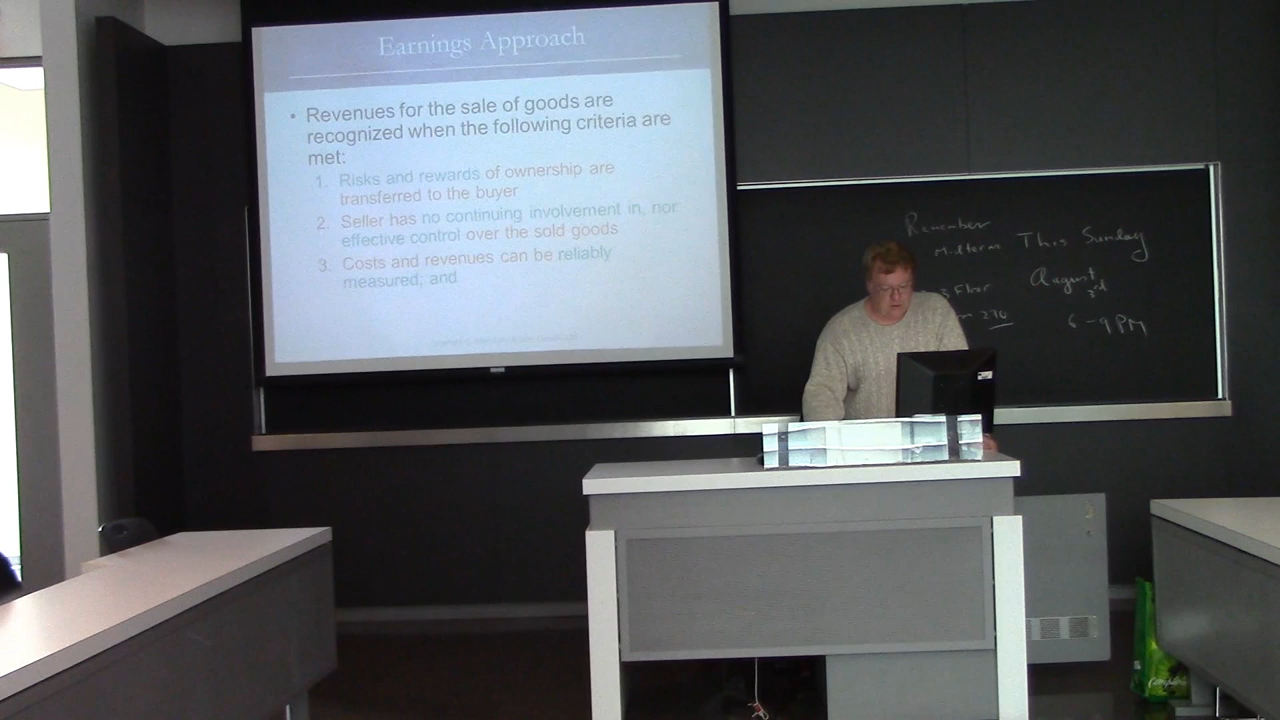 Earnings Approach
• Revenues for the sale of goods are
recognized when the following criteria are
met:
1. Risks and rewards of ownership are
transferred to the buyer
2. Seller has no continuing involvement in, nor
effective control over the sold goods
3. Costs and revenues can be reliably
measured; and
Remember
Midterm This Sunday
Floor August
3rd
270 6-9 PM